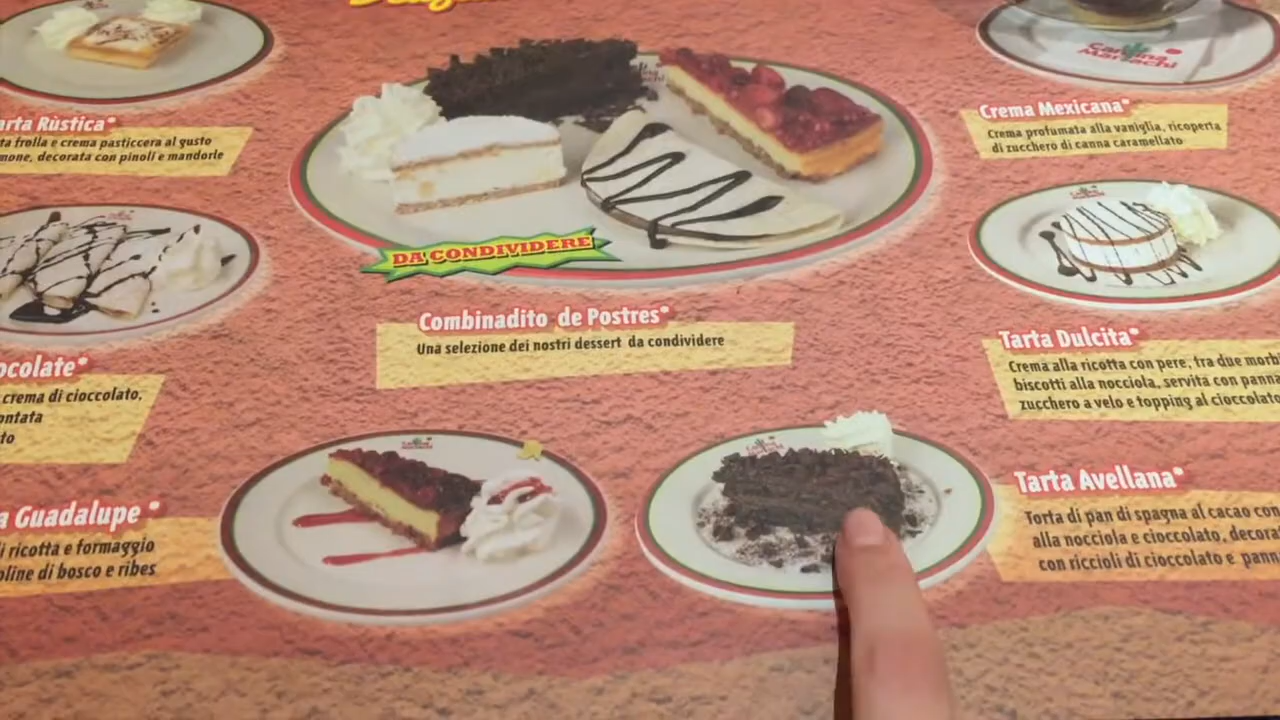 arta Rùstica*
ta frolla e crema pasticcera al gusto
mone, decorata con pinoli e mandorle
ocolate*
crema di cioccolato,
ontata
to
a Guadalupe *
i ricotta e formaggio
oline di bosco e ribes
DA CONDIVIDERE
Combinadito de Postres*
Una selezione dei nostri dessert da condividere
Cantina
Mariachi
Crema Mexicana*
Crema profumata alla vaniglia, ricoperta
di zucchero di canna caramellato
Tarta Dulcita*
Crema alla ricotta con pere, tra due morb
biscotti alla nocciola, servita con panna
zucchero a velo e topping al cioccolato
Tarta Avellana*
Torta di pan di spagna al cacao con
alla nocciola e cioccolato, decora
con riccioli di cioccolato e pann